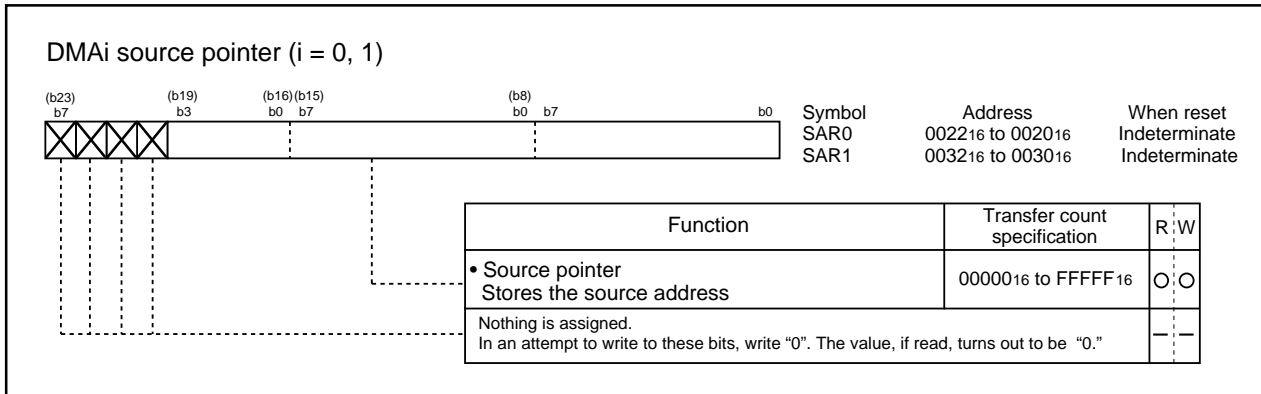 DMAi source pointer (i = 0, 1)
(b23) (b19) (b16)(b15) (b8)
b7 b3 b0 b7 b0 b7 b0
Symbol Address When reset
SAR0 002216 to 002016 Indeterminate
SAR1 003216 to 003016 Indeterminate
Function Transfer count specification R W
• Source pointer
Stores the source address 0000016 to FFFFF16
Nothing is assigned.
In an attempt to write to these bits, write “0”. The value, if read, turns out to be “0.”